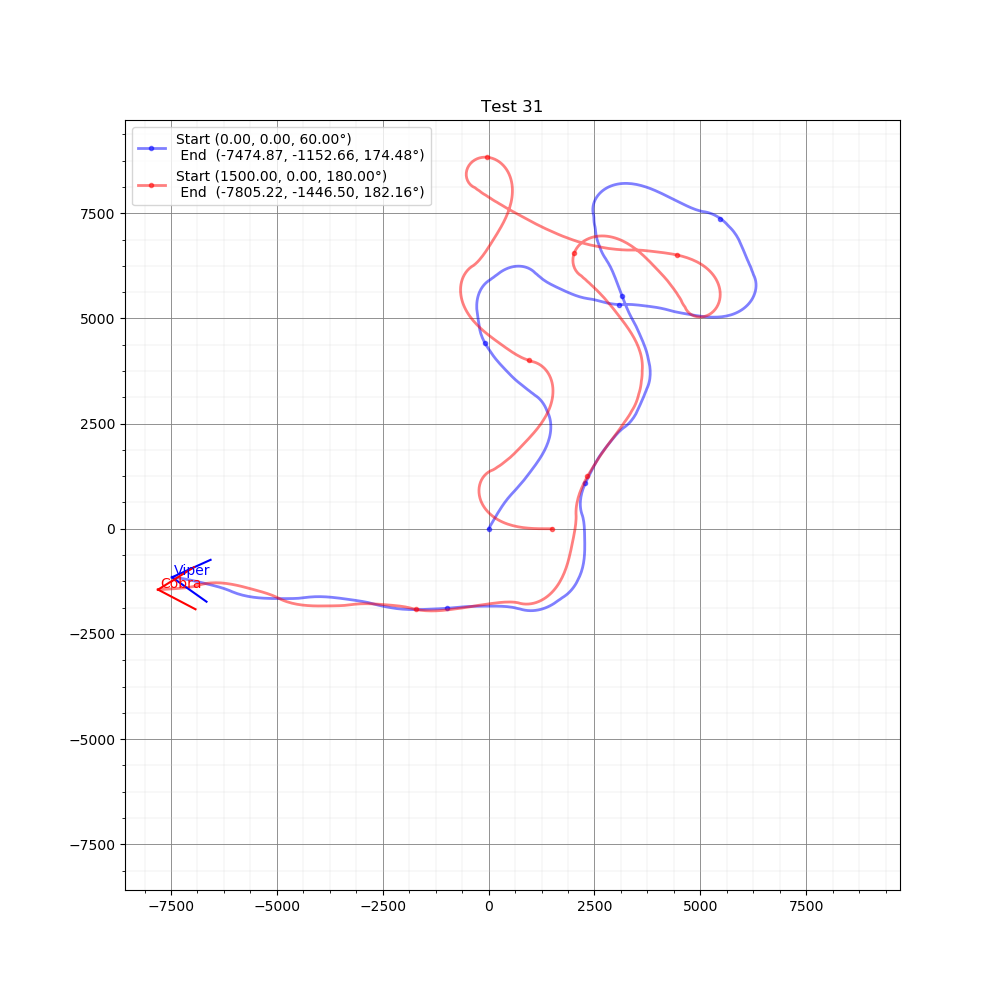 Test 31
Start (0.00, 0.00, 60.00°)
End (-7474.87, -1152.66, 174.48°)
Start (1500.00, 0.00, 180.00°)
End (-7805.22, -1446.50, 182.16°)
7500
5000
2500
0
−2500
−5000
−7500
Viper
Cobra
−7500 −5000 −2500 0 2500 5000 7500